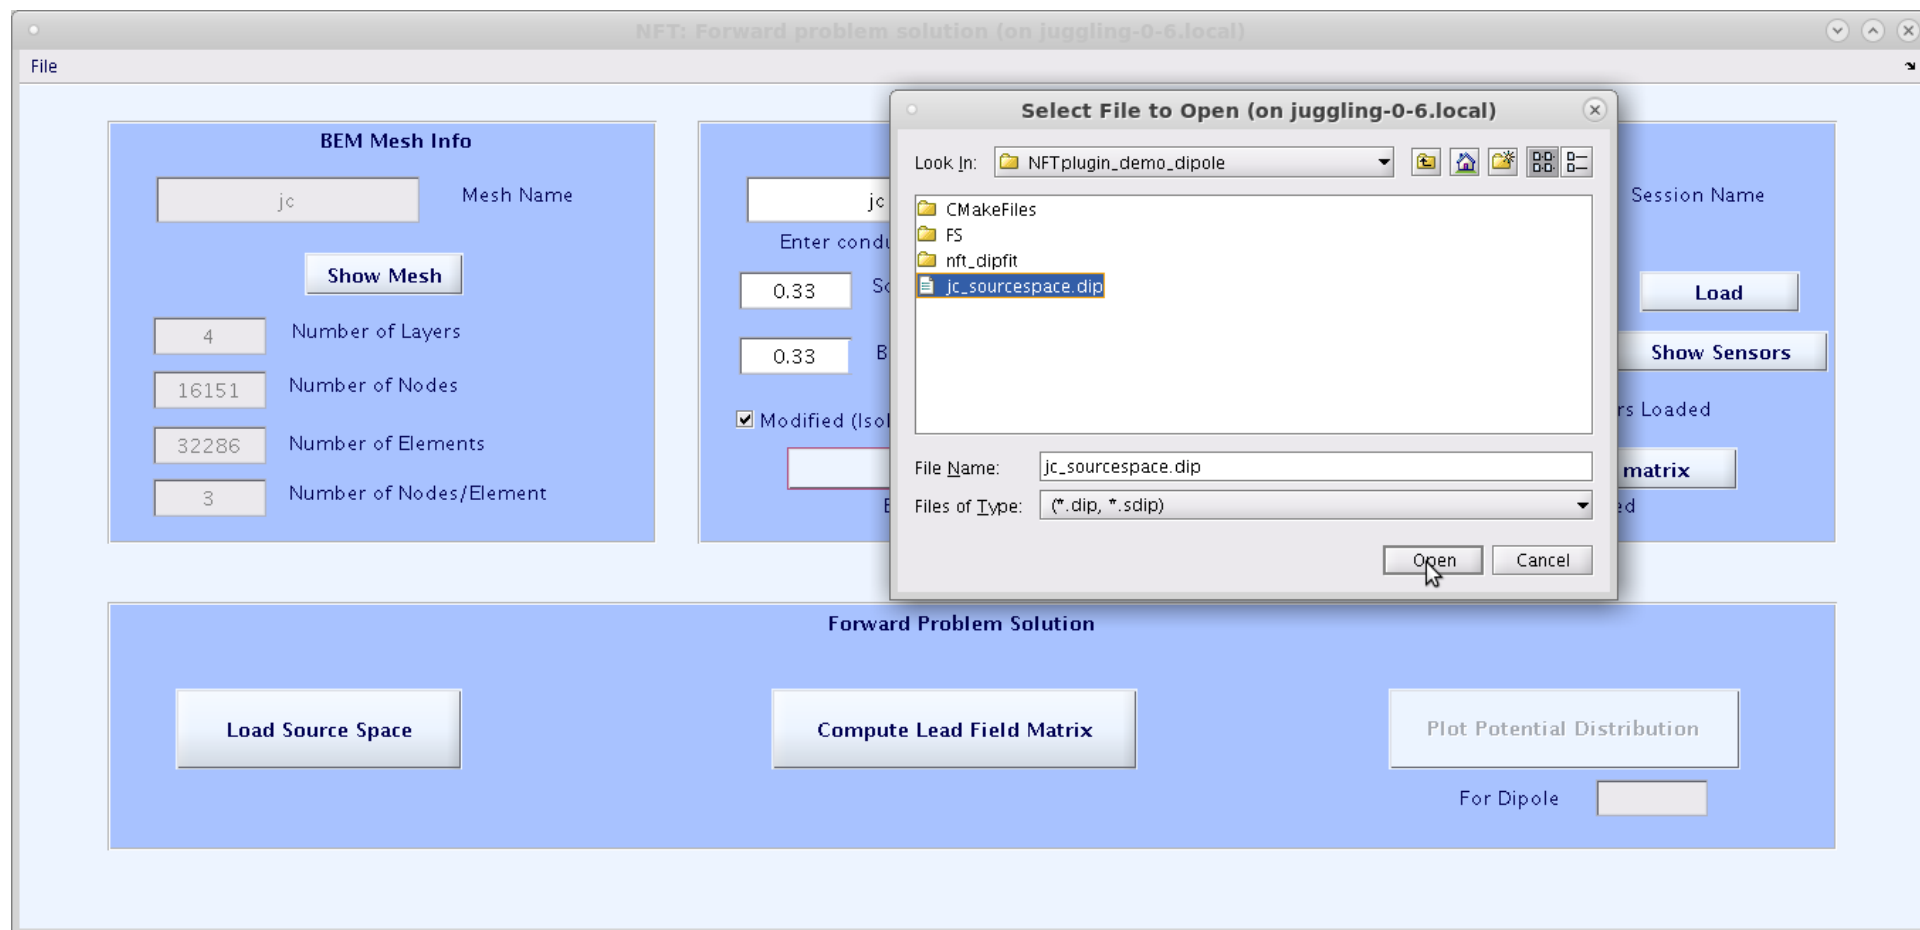 NFT: Forward problem solution (on juggling-0-6.local)
File
BEM Mesh Info
jc
Mesh Name
Show Mesh
4
Number of Layers
16151
Number of Nodes
32286
Number of Elements
3
Number of Nodes/Element
jc
Enter
0.33
0.33
B
Modified
Session Name
Load
Show Sensors
Loaded
matrix
Select File to Open (on juggling-0-6.local)
Look In:
NFTplugin_demo_dipole
CMakeFiles
FS
nft_dipfit
jc_sourcespace.dip
File Name:
jc_sourcespace.dip
Files of Type:
(*.dip, *.sdip)
Open
Cancel
Forward Problem Solution
Load Source Space
Compute Lead Field Matrix
Plot Potential Distribution
For Dipole